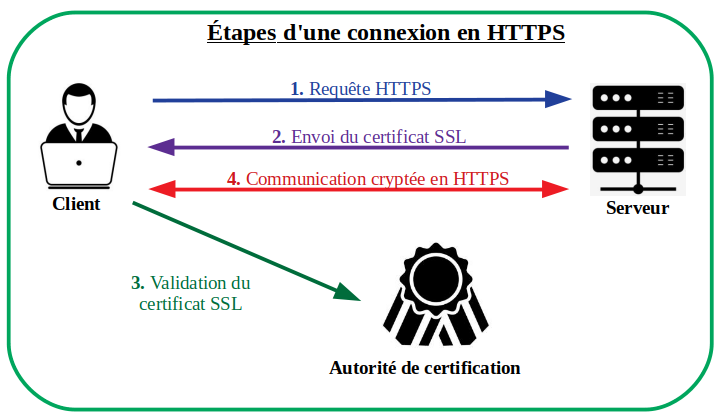 Étapes d'une connexion en HTTPS
1. Requête HTTPS
2. Envoi du certificat SSL
4. Communication cryptée en HTTPS
Client
Serveur
3. Validation du
certificat SSL
Autorité de certification